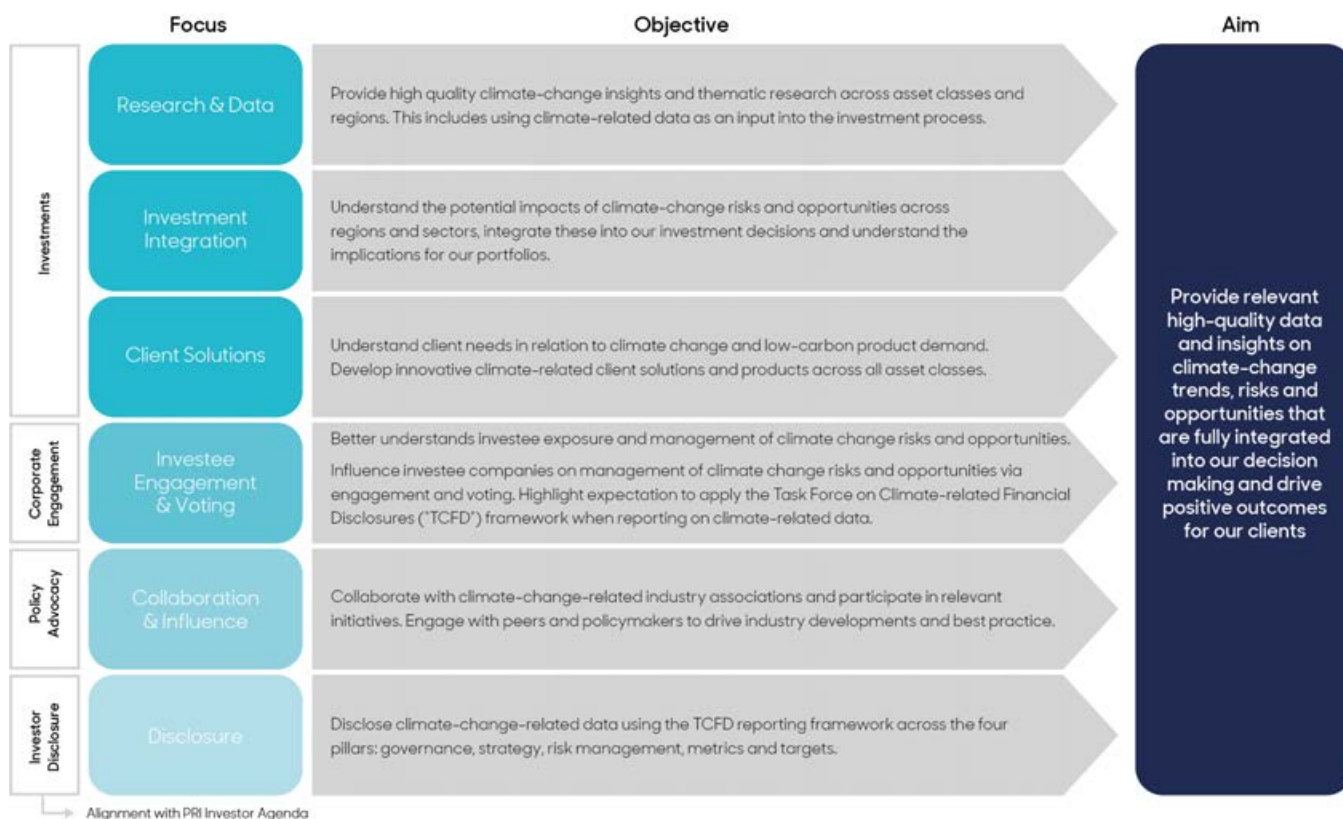 Focus
Objective
Aim
Investments
Research & Data
Provide high quality climate-change insights and thematic research across asset classes and
regions. This includes using climate-related data as an input into the investment process.
Investment
Integration
Understand the potential impacts of climate-change risks and opportunities across
regions and sectors, integrate these into our investment decisions and understand the
implications for our portfolios.
Client Solutions
Understand client needs in relation to climate change and low-carbon product demand.
Develop innovative climate-related client solutions and products across all asset classes.
Corporate
Engagement
Investee
Engagement
& Voting
Better understands investee exposure and management of climate change risks and opportunities.
Influence investee companies on management of climate change risks and opportunities via
engagement and voting. Highlight expectation to apply the Task Force on Climate-related Financial
Disclosures ("TCFD") framework when reporting on climate-related data.
Policy
Advocacy
Collaboration
& Influence
Collaborate with climate-change-related industry associations and participate in relevant
initiatives. Engage with peers and policymakers to drive industry developments and best practice.
Investor
Disclosure
Disclosure
Disclose climate-change-related data using the TCFD reporting framework across the four
pillars: governance, strategy, risk management, metrics and targets.
Provide relevant
high-quality data
and insights on
climate-change
trends, risks and
opportunities that
are fully integrated
into our decision
making and drive
positive outcomes
for our clients
Alignment with PRI Investor Agenda